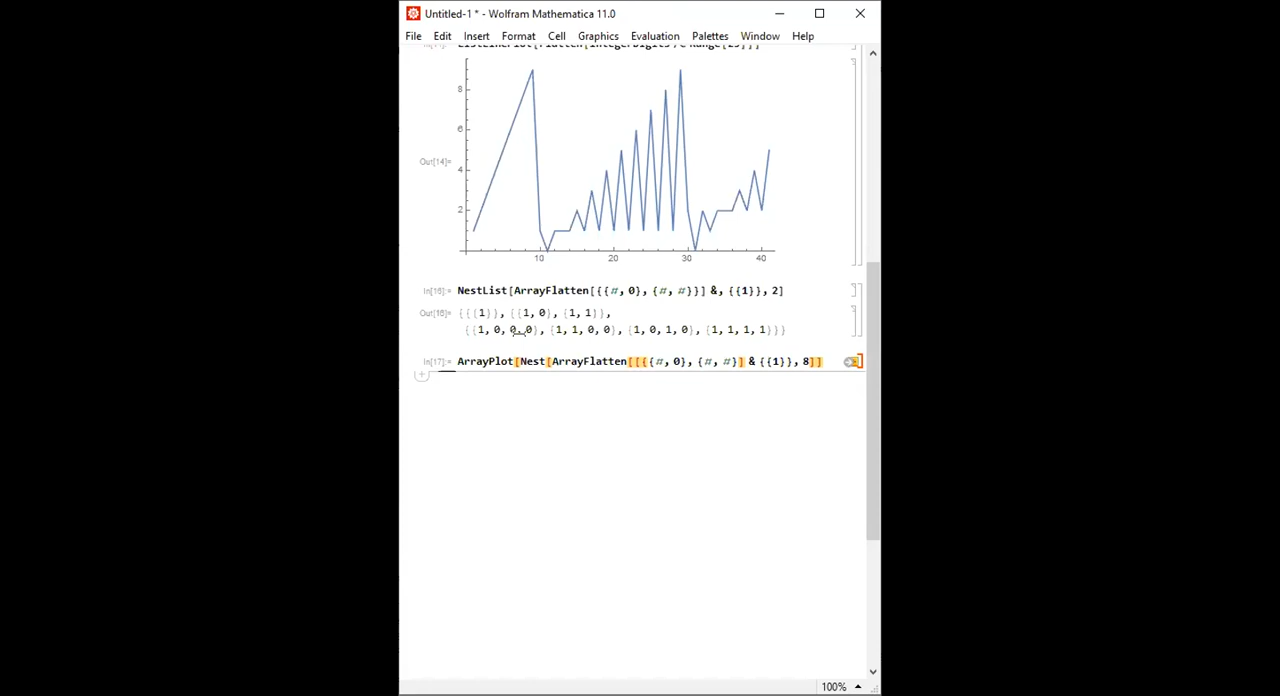 Untitled-1 * - Wolfram Mathematica 11.0
File Edit Insert Format Cell Graphics Evaluation Palettes Window Help
8
6
4
2
10 20 30 40
Out[14]=
In[16]:= NestList[ArrayFlatten[{{#, 0}, {#, #}}] &, {{1}}, 2]
Out[16]= {{{1}}, {{1, 0}, {1, 1}},
{{1, 0, 0, 0}, {1, 1, 0, 0}, {1, 0, 1, 0}, {1, 1, 1, 1}}}
In[17]:= ArrayPlot[Nest[ArrayFlatten[[{{#, 0}, {#, #}] & {{1}}, 8]]
100%